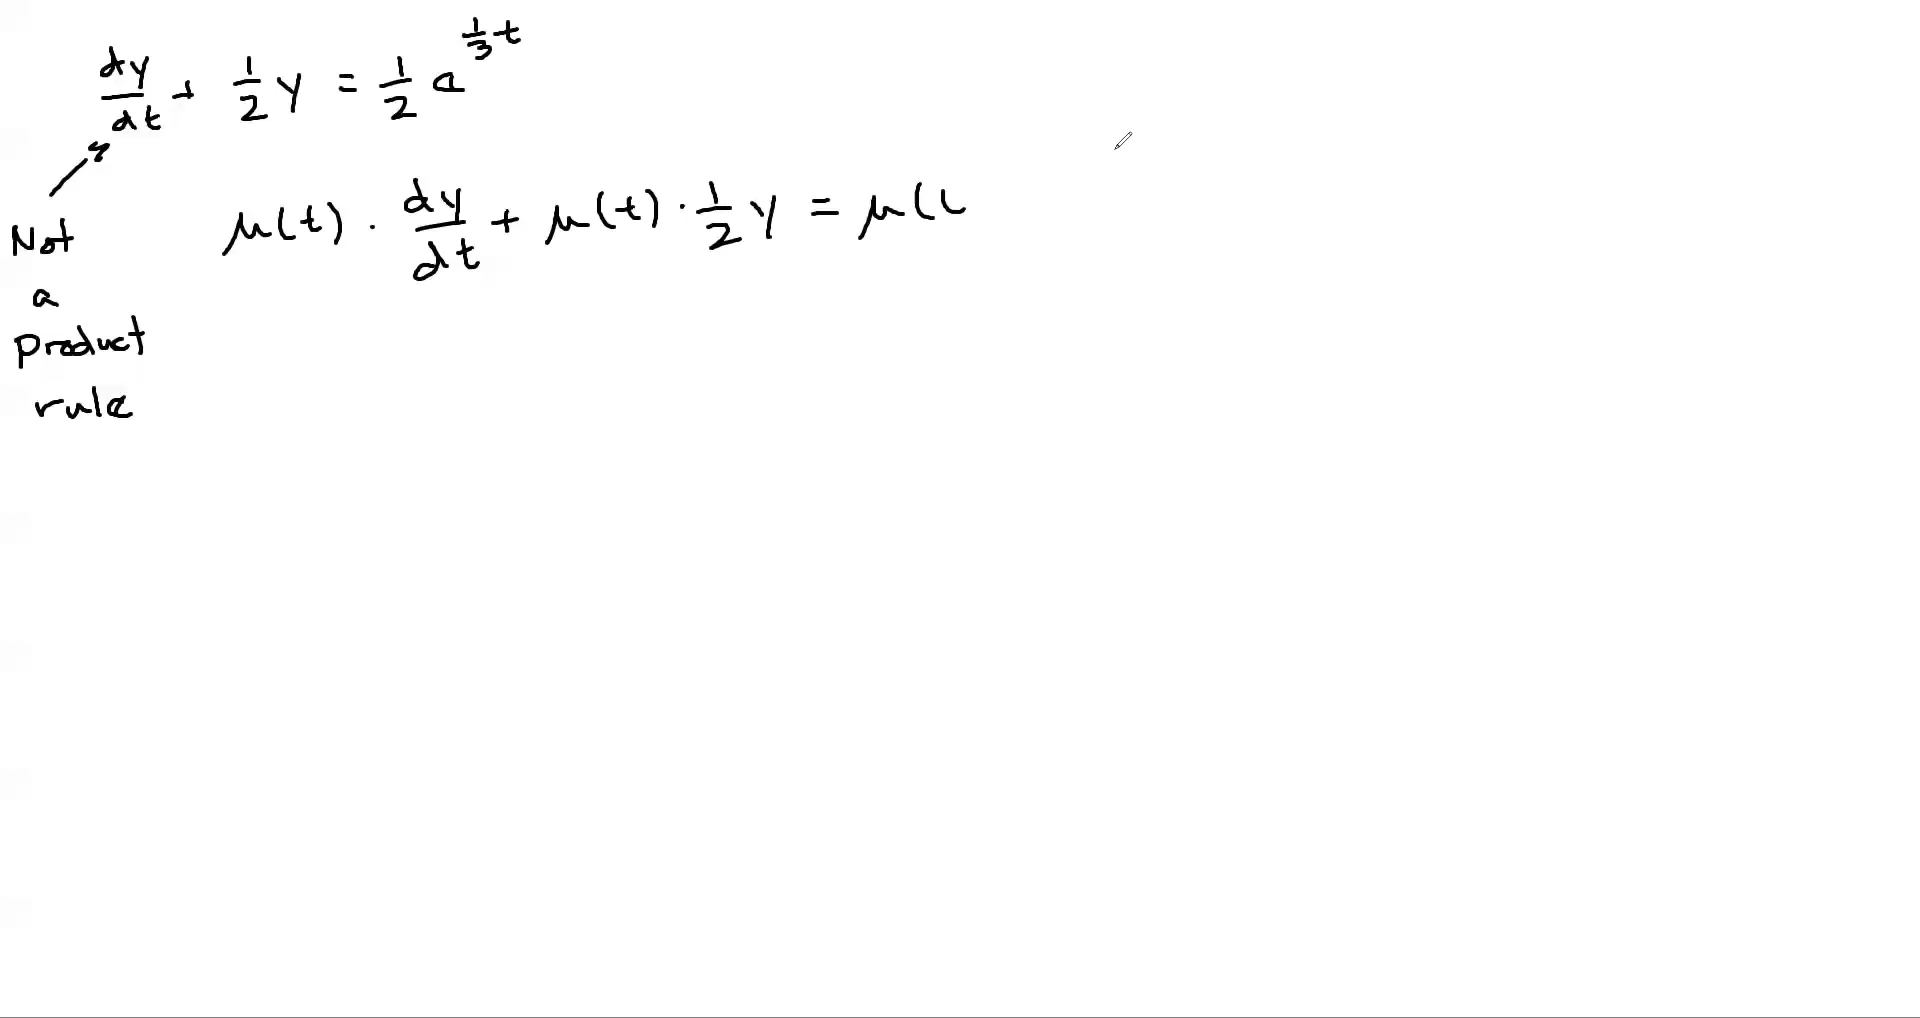 dy/dt + 1/2 y = 1/2 e^(1/3 t)
μ(t) · dy/dt + μ(t) · 1/2 y = μ(
Not
a
product
rule